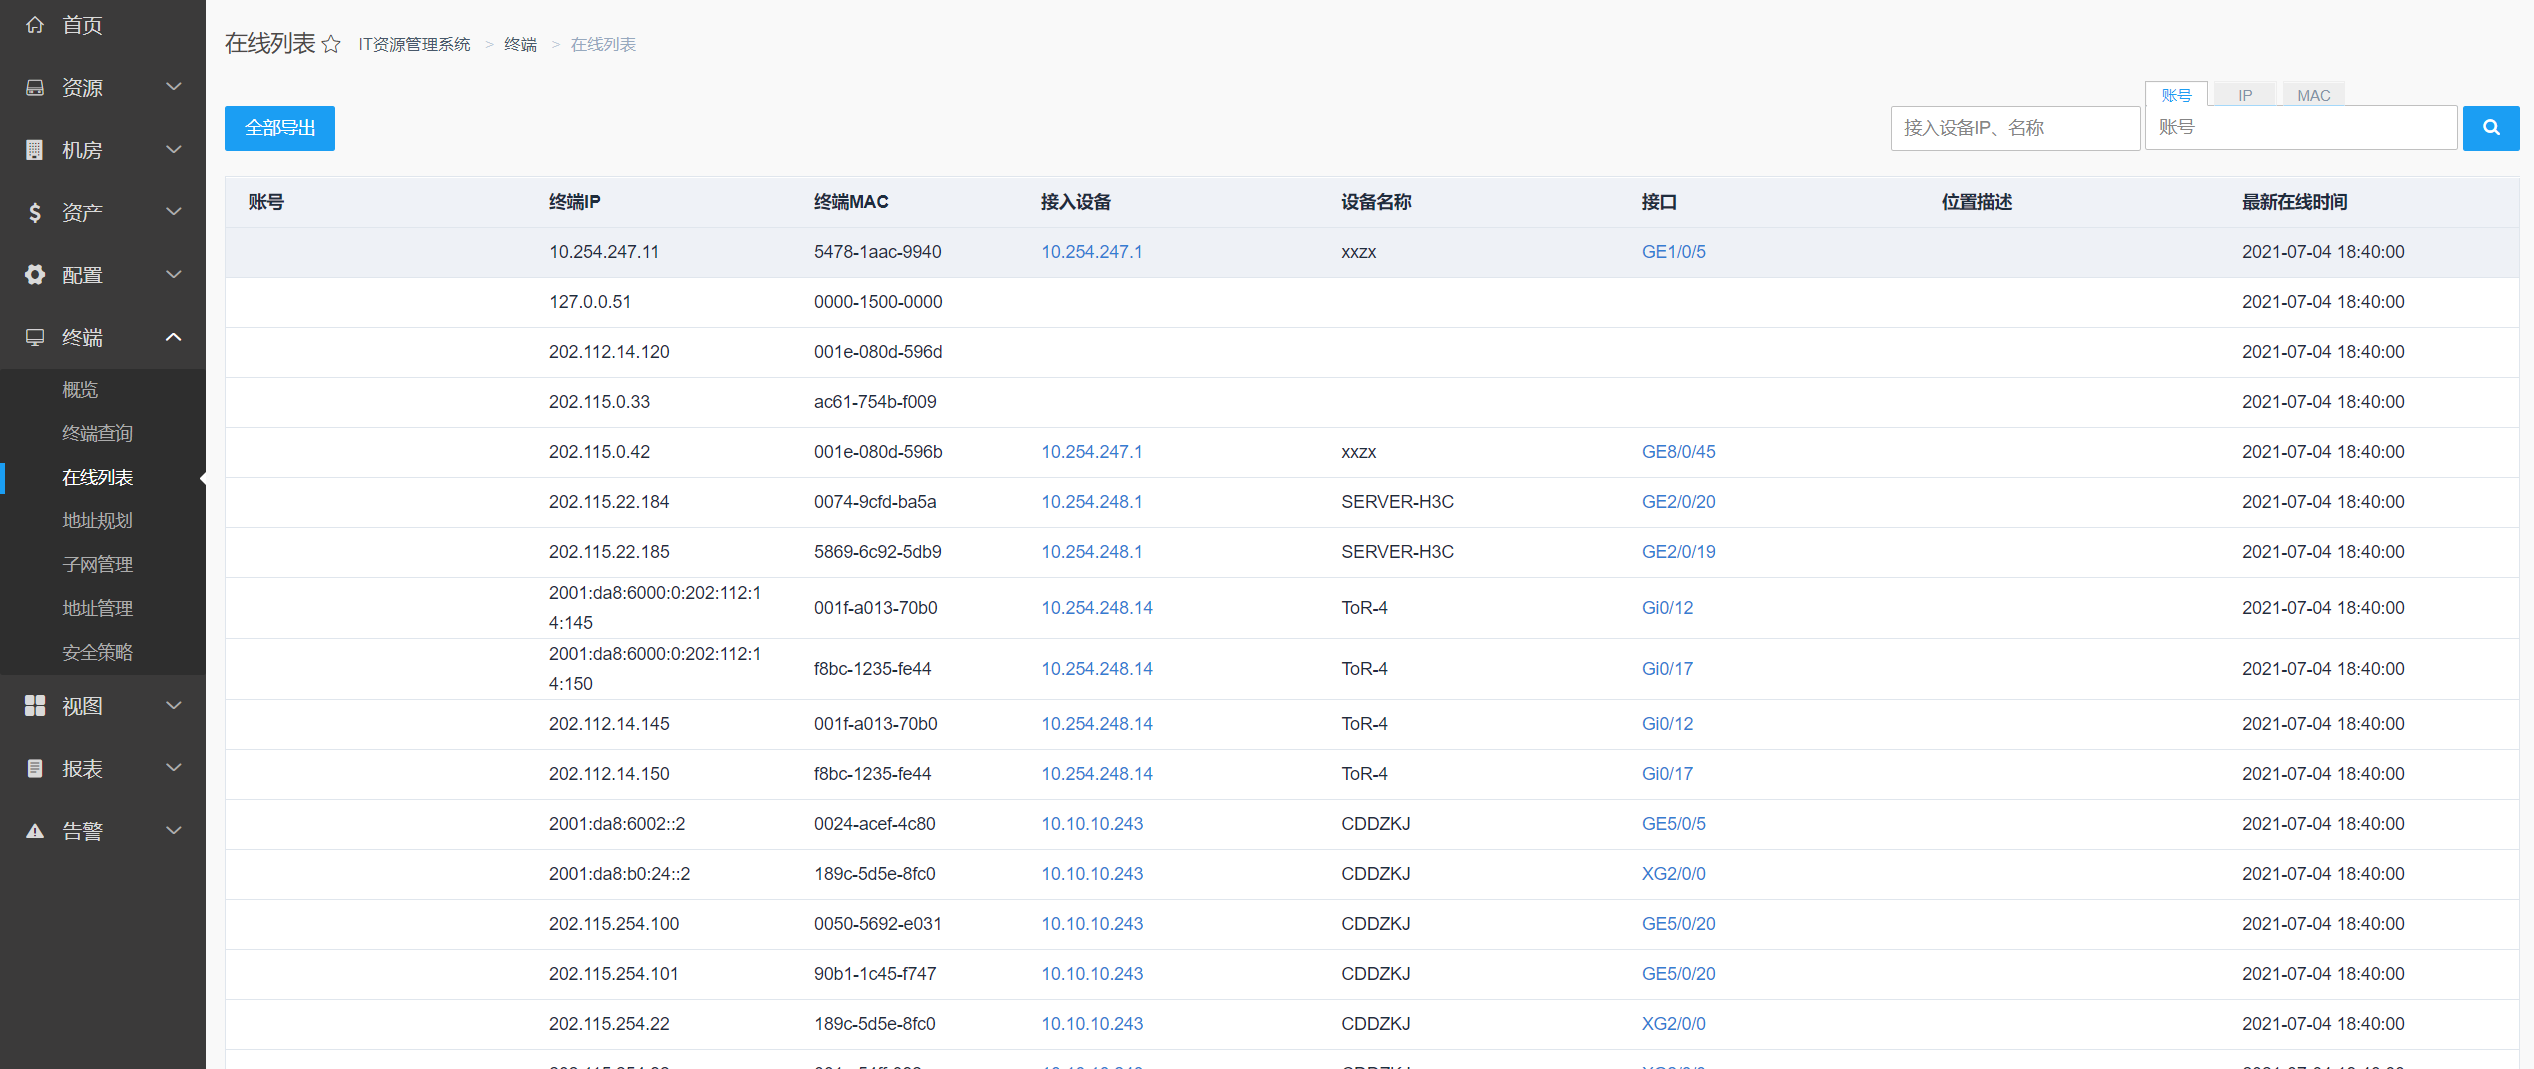 首页
资源
机房
资产
配置
终端
概览
终端查询
在线列表
地址规划
子网管理
地址管理
安全策略
视图
报表
告警
在线列表 IT资源管理系统 > 终端 > 在线列表
全部导出
接入设备IP、名称
账号 IP MAC
账号
账号 终端IP 终端MAC 接入设备 设备名称 接口 位置描述 最新在线时间
10.254.247.11 5478-1aac-9940 10.254.247.1 xxzx GE1/0/5 2021-07-04 18:40:00
127.0.0.51 0000-1500-0000 2021-07-04 18:40:00
202.112.14.120 001e-080d-596d 2021-07-04 18:40:00
202.115.0.33 ac61-754b-f009 2021-07-04 18:40:00
202.115.0.42 001e-080d-596b 10.254.247.1 xxzx GE8/0/45 2021-07-04 18:40:00
202.115.22.184 0074-9cfd-ba5a 10.254.248.1 SERVER-H3C GE2/0/20 2021-07-04 18:40:00
202.115.22.185 5869-6c92-5db9 10.254.248.1 SERVER-H3C GE2/0/19 2021-07-04 18:40:00
2001:da8:6000:0:202:112:1
4:145 001f-a013-70b0 10.254.248.14 ToR-4 Gi0/12 2021-07-04 18:40:00
2001:da8:6000:0:202:112:1
4:150 f8bc-1235-fe44 10.254.248.14 ToR-4 Gi0/17 2021-07-04 18:40:00
202.112.14.145 001f-a013-70b0 10.254.248.14 ToR-4 Gi0/12 2021-07-04 18:40:00
202.112.14.150 f8bc-1235-fe44 10.254.248.14 ToR-4 Gi0/17 2021-07-04 18:40:00
2001:da8:6002::2 0024-acef-4c80 10.10.10.243 CDDZKJ GE5/0/5 2021-07-04 18:40:00
2001:da8:b0:24::2 189c-5d5e-8fc0 10.10.10.243 CDDZKJ XG2/0/0 2021-07-04 18:40:00
202.115.254.100 0050-5692-e031 10.10.10.243 CDDZKJ GE5/0/20 2021-07-04 18:40:00
202.115.254.101 90b1-1c45-f747 10.10.10.243 CDDZKJ GE5/0/20 2021-07-04 18:40:00
202.115.254.22 189c-5d5e-8fc0 10.10.10.243 CDDZKJ XG2/0/0 2021-07-04 18:40:00